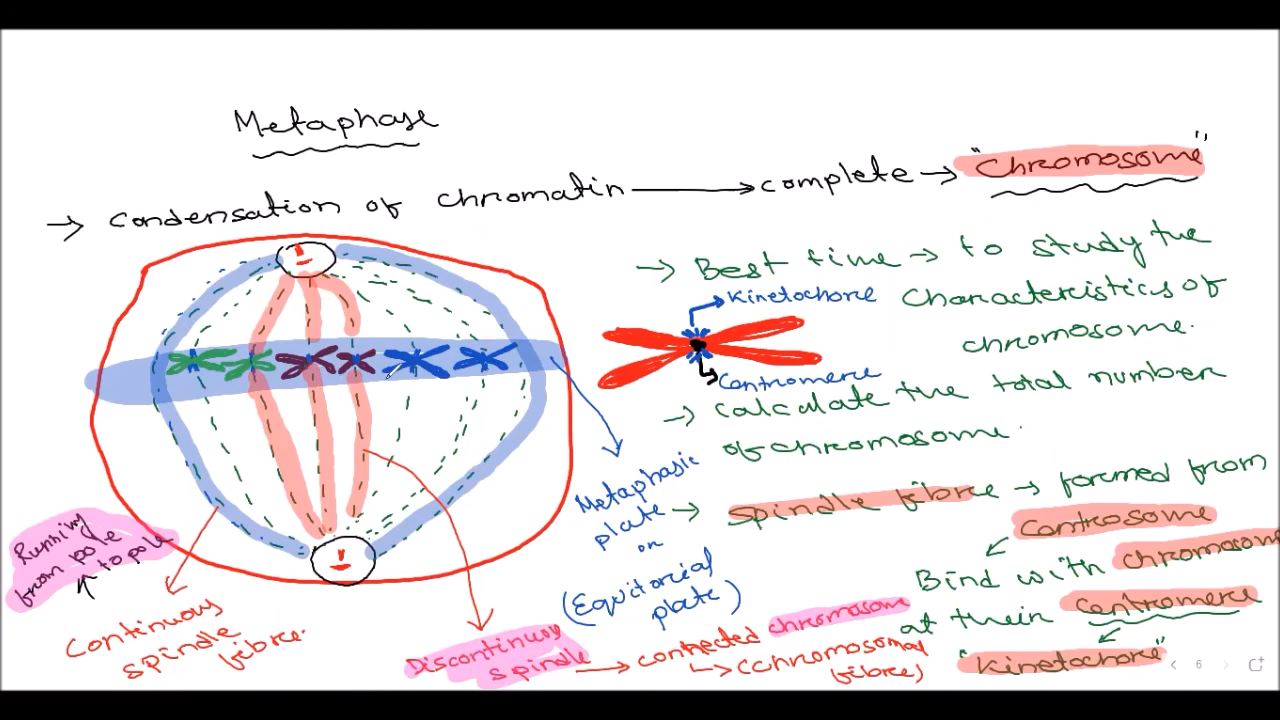 Metaphase
→ Condensation of chromatin → complete → "Chromosome"
→ Best time → to study the
characteristics of
chromosome.
Kinetochore
Centromere
→ Calculate the total number
of chromosome.
→ Spindle fibre → formed from
Centrosome
Bind with chromosome
at their centromere
"Kinetochore"
Metaphasic
plate
or
(Equitorial
plate)
Running
from pole
to pole
Continuous
spindle
fibre.
Discontinuous
spindle → connected chromosome
(chromosomal
fibre)
6